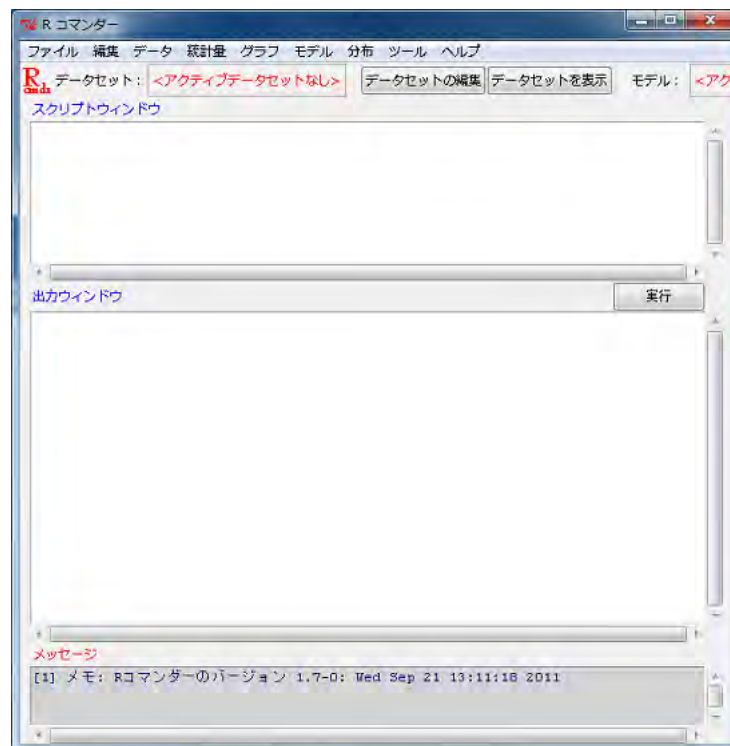 R コマンダー
ファイル 編集 データ 統計量 グラフ モデル 分布 ツール ヘルプ
R cmdr データセット： <アクティブデータセットなし> データセットの編集 データセットを表示 モデル： <アク
スクリプトウィンドウ
出力ウィンドウ 実行
メッセージ
[1] メモ: Rコマンダーのバージョン 1.7-0: Wed Sep 21 13:11:18 2011